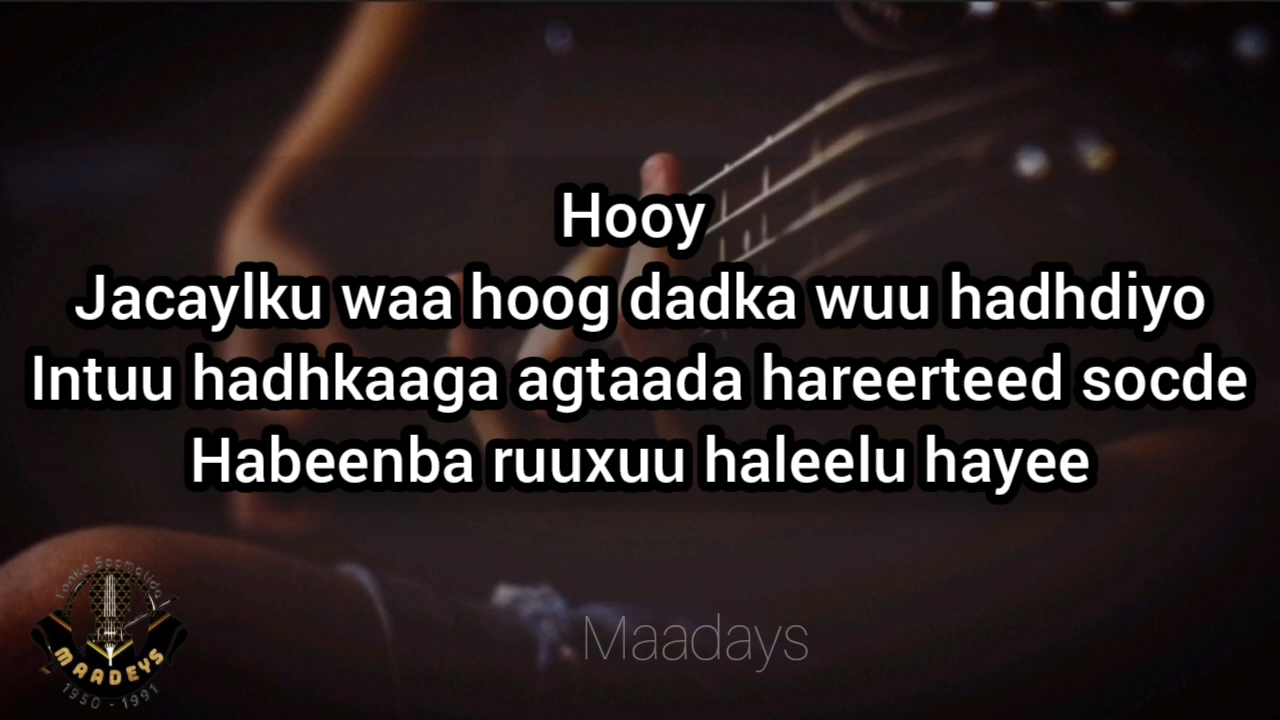 Hooy
Jacaylku waa hoog dadka wuu hadhdiyo
Intuu hadhkaaga agtaada hareerteed socde
Habeenba ruuxuu haleelu hayee
Maadays
MAADEYS
1950 - 1991